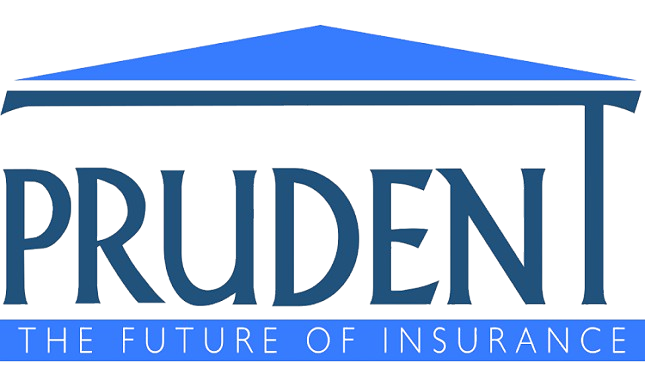 PRUDENT
THE FUTURE OF INSURANCE